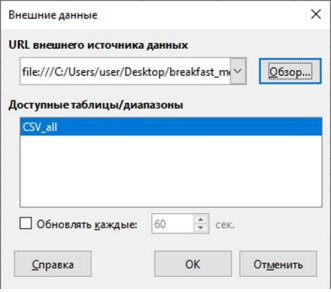 Внешние данные
URL внешнего источника данных
file:///C:/Users/user/Desktop/breakfast_m
Обзор...
Доступные таблицы/диапазоны
CSV_all
Обновлять каждые: 60 сек.
Справка ОК Отменить